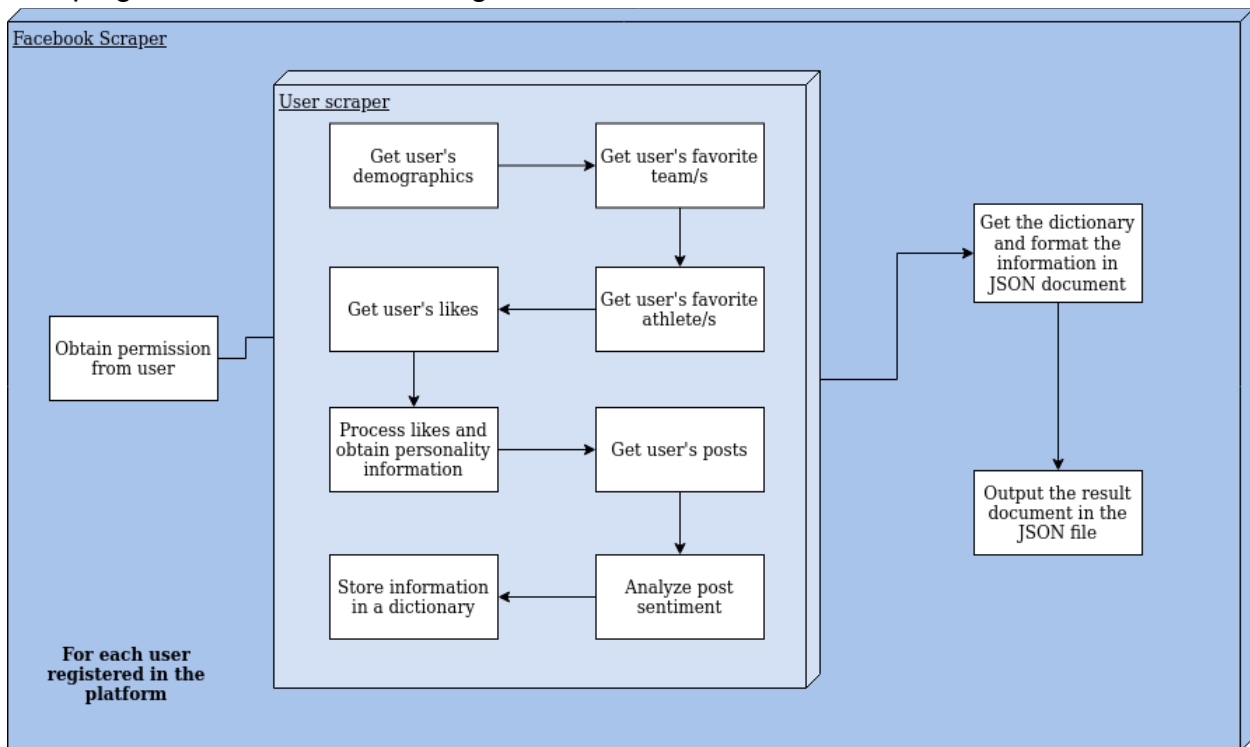 Facebook Scraper
User scraper
Get user's
demographics
Get user's favorite
team/s
Get user's favorite
athlete/s
Get user's likes
Process likes and
obtain personality
information
Get user's posts
Analyze post
sentiment
Store information
in a dictionary
Obtain permission
from user
Get the dictionary
and format the
information in
JSON document
Output the result
document in the
JSON file
For each user
registered in the
platform